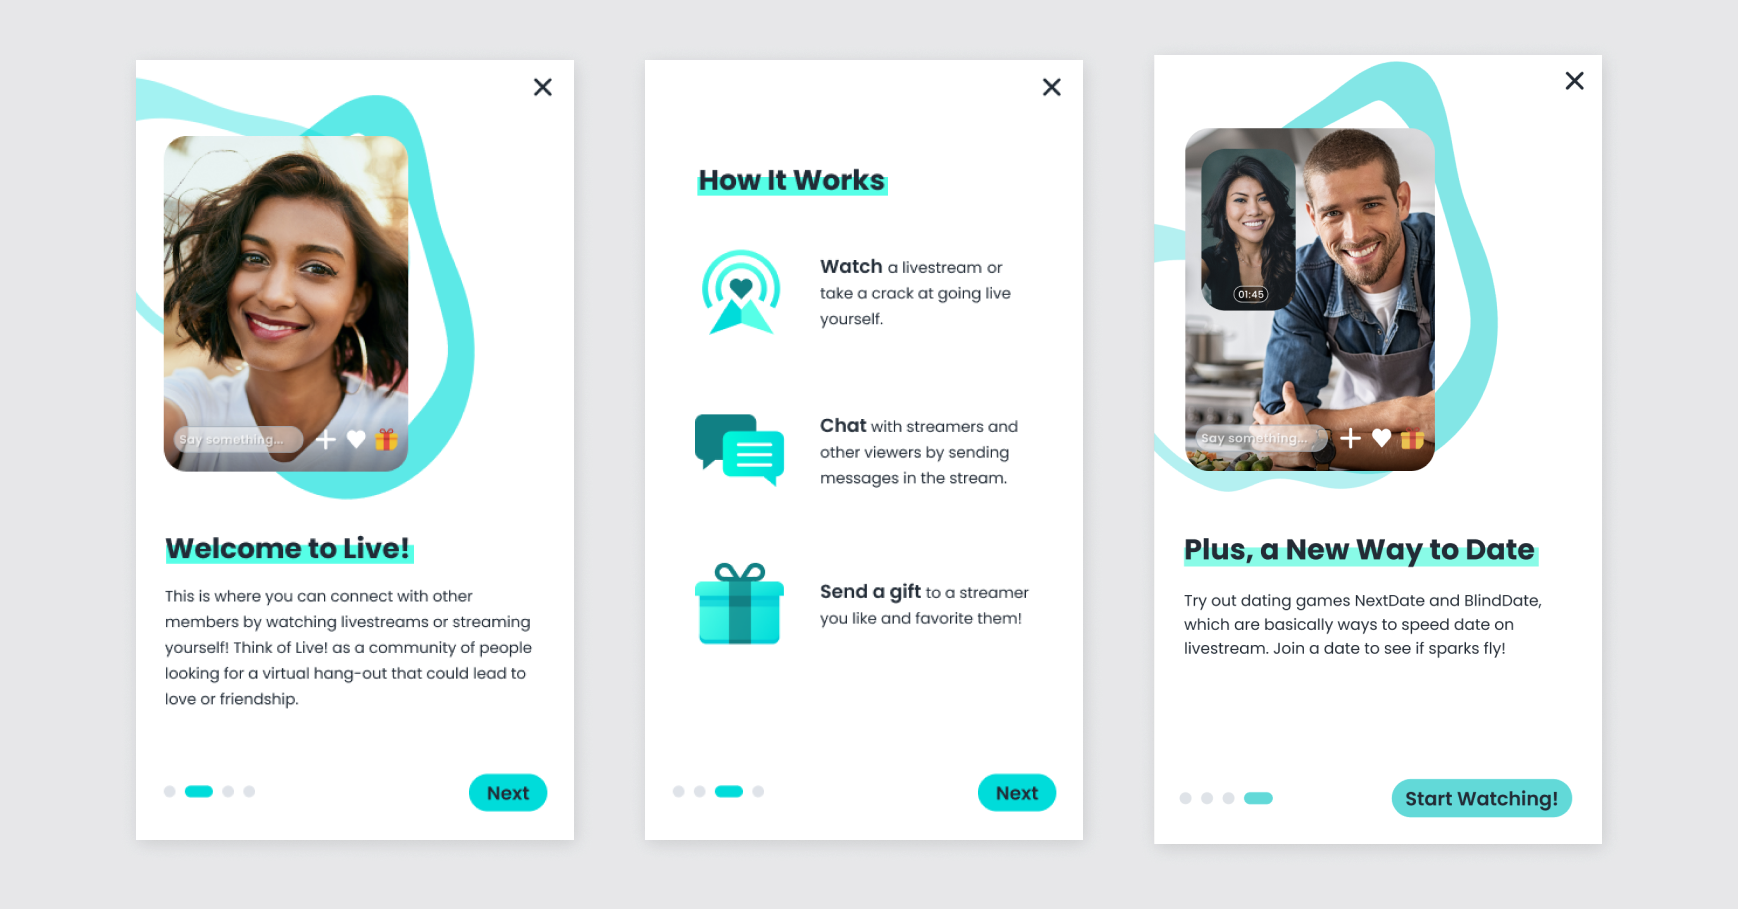 Say something...
Welcome to Live!
This is where you can connect with other
members by watching livestreams or streaming
yourself! Think of Live! as a community of people
looking for a virtual hang-out that could lead to
love or friendship.
Next
How It Works
Watch a livestream or
take a crack at going live
yourself.
Chat with streamers and
other viewers by sending
messages in the stream.
Send a gift to a streamer
you like and favorite them!
Next
01:45
Say something...
Plus, a New Way to Date
Try out dating games NextDate and BlindDate,
which are basically ways to speed date on
livestream. Join a date to see if sparks fly!
Start Watching!